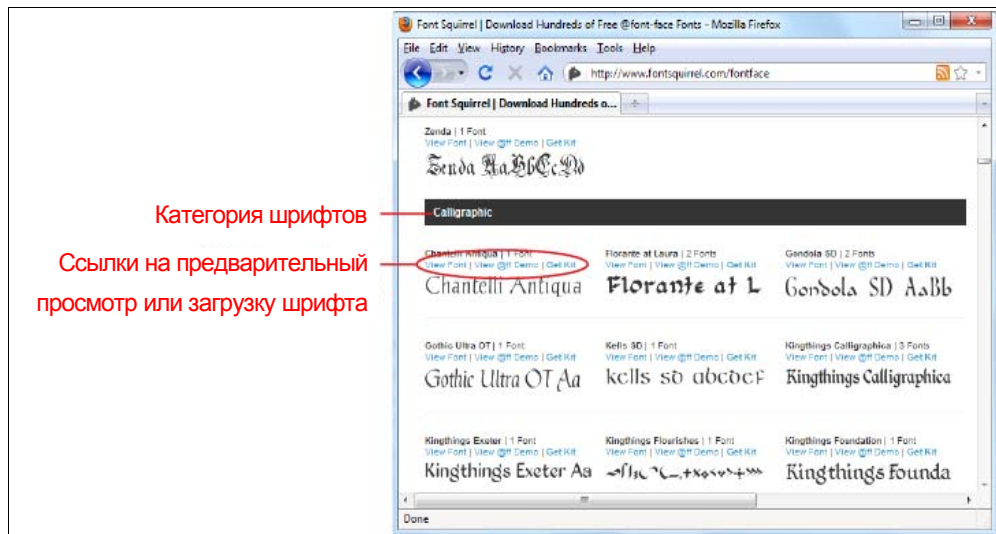 Font Squirrel | Download Hundreds of Free @font-face Fonts - Mozilla Firefox
File Edit View History Bookmarks Tools Help
http://www.fontsquirrel.com/fontface
Font Squirrel | Download Hundreds o...
Zenda | 1 Font
View Font | View @ff Demo | Get Kit
Zenda AaBbCcDd
Категория шрифтов
Calligraphic
Ссылки на предварительный
просмотр или загрузку шрифта
Chantelli Antiqua | 1 Font Florante at Laura | 2 Fonts Gondola SD | 2 Fonts
View Font | View @ff Demo | Get Kit View Font | View @ff Demo | Get Kit View Font | View @ff Demo | Get Kit
Chantelli Antiqua Florante at L Gondola SD AaBb
Gothic Ultra OT | 1 Font Kells SD | 1 Font Kingthings Calligraphica | 3 Fonts
View Font | View @ff Demo | Get Kit View Font | View @ff Demo | Get Kit View Font | View @ff Demo | Get Kit
Gothic Ultra OT Aa kells sd abcdef Kingthings Calligraphica
Kingthings Exeter | 1 Font Kingthings Flourishes | 1 Font Kingthings Foundation | 1 Font
View Font | View @ff Demo | Get Kit View Font | View @ff Demo | Get Kit View Font | View @ff Demo | Get Kit
Kingthings Exeter Aa Kingthings Founda
Done